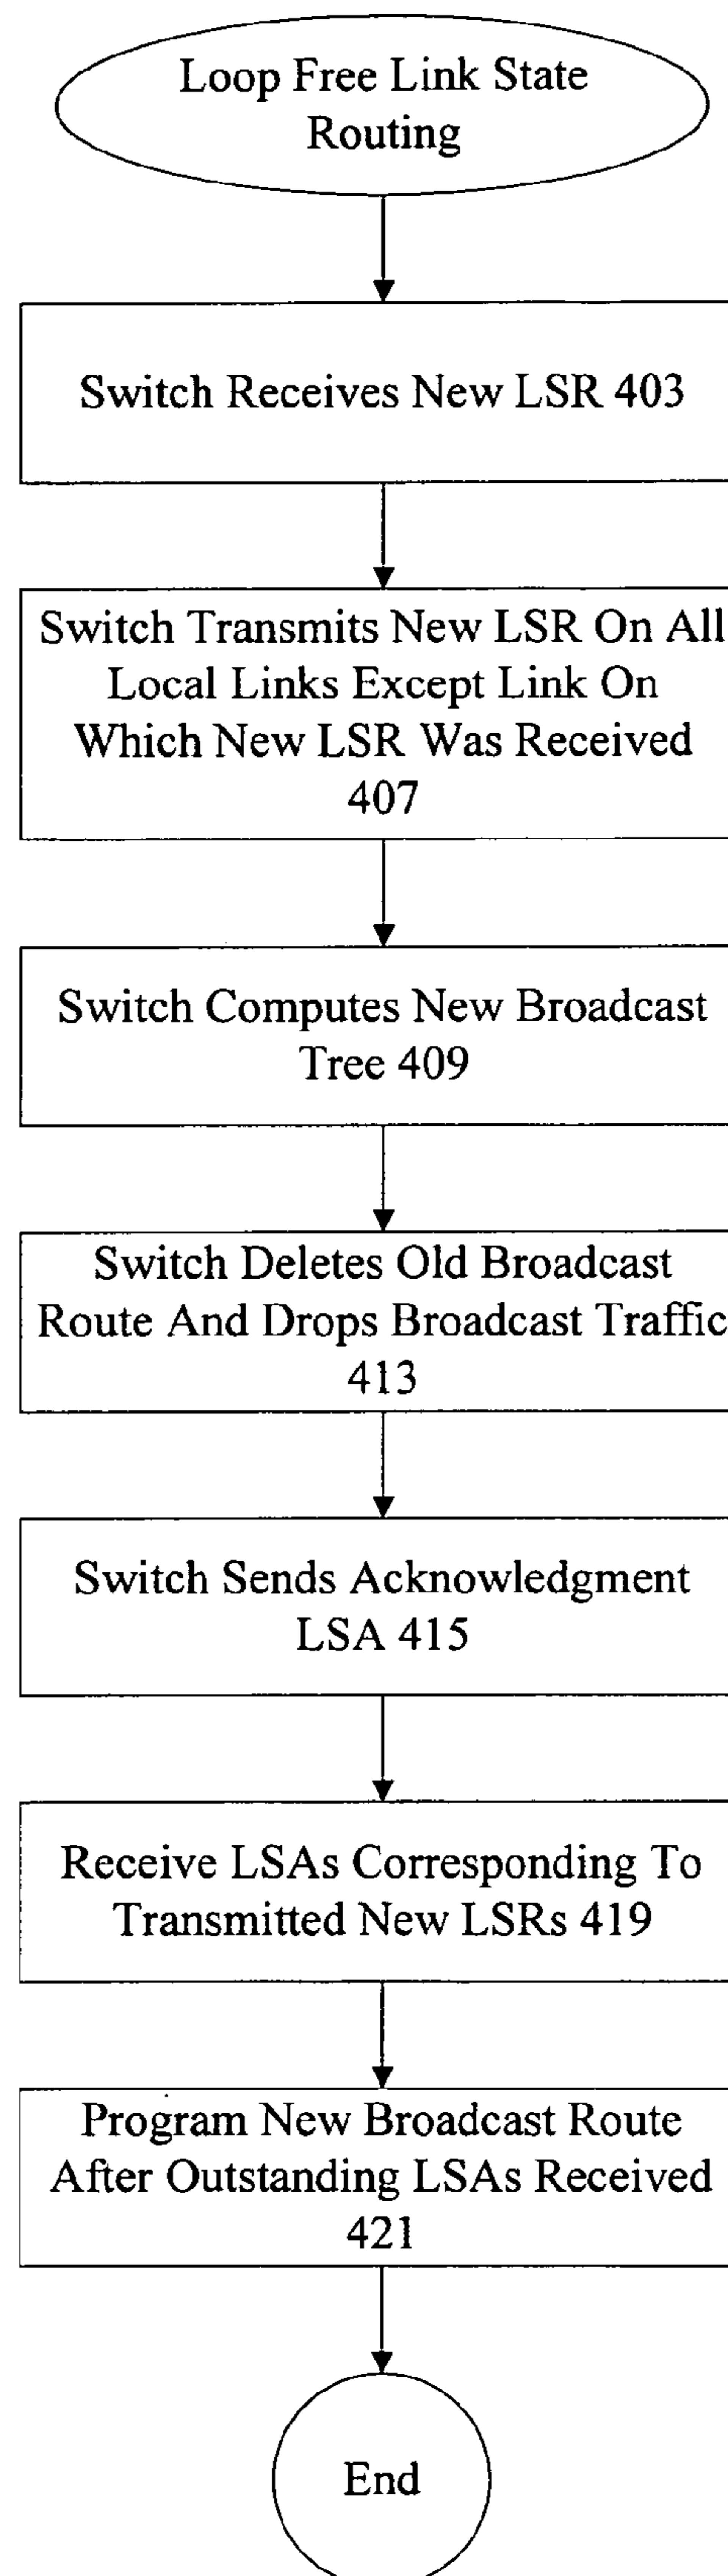 Loop Free Link State
Routing
Switch Receives New LSR 403
Switch Transmits New LSR On All
Local Links Except Link On
Which New LSR Was Received
407
Switch Computes New Broadcast
Tree 409
Switch Deletes Old Broadcast
Route And Drops Broadcast Traffic
413
Switch Sends Acknowledgment
LSA 415
Receive LSAs Corresponding To
Transmitted New LSRs 419
Program New Broadcast Route
After Outstanding LSAs Received
421
End